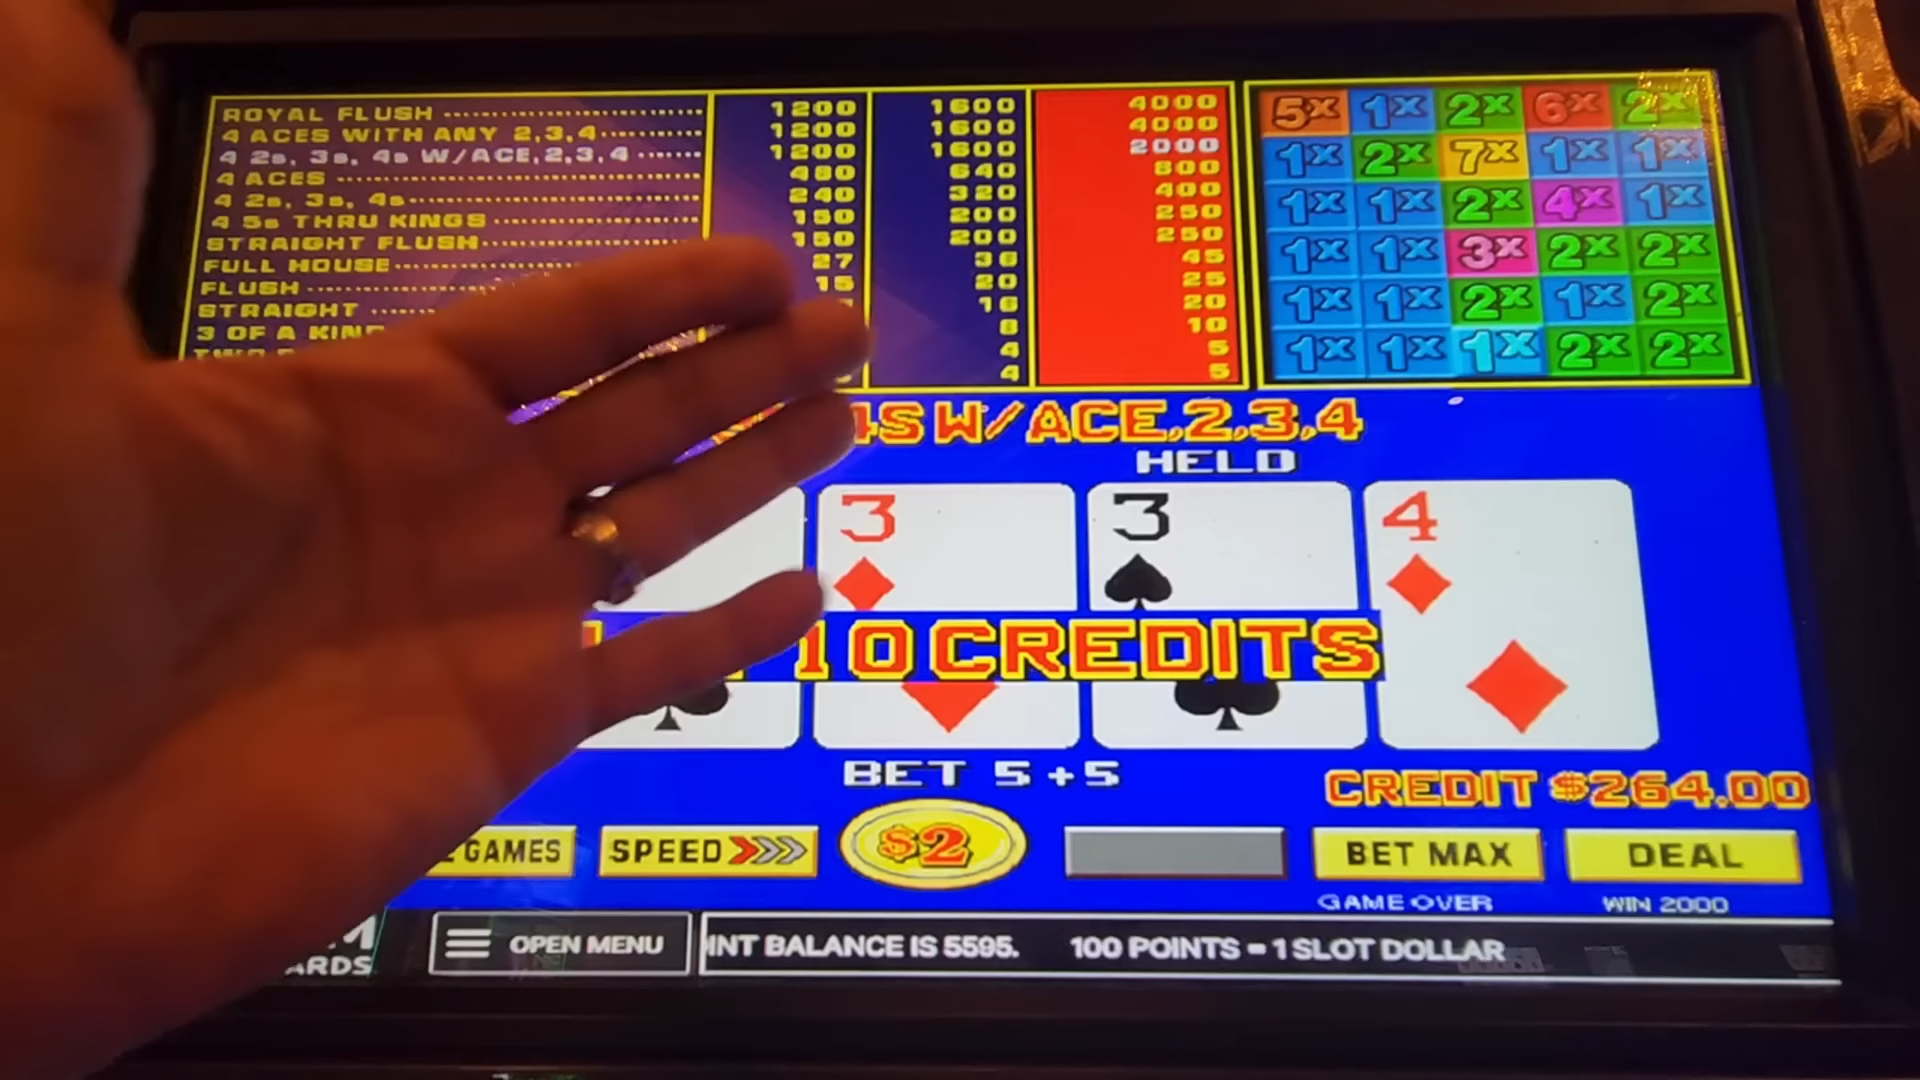 ROYAL FLUSH 1200 1600 4000
4 ACES WITH ANY 2,3,4 1200 1600 4000
4 2s, 3s, 4s W/ACE,2,3,4 1200 1600 2000
4 ACES 480 640 800
4 2s, 3s, 4s 240 320 400
4 5s THRU KINGS 150 200 250
STRAIGHT FLUSH 150 200 250
FULL HOUSE 27 36 45
FLUSH 15 20 25
STRAIGHT 16 20
3 OF A KIN 8 10
4 5
4 5
5x 1x 2x 6x 2x
1x 2x 7x 1x 1x
1x 1x 2x 4x 1x
1x 1x 3x 2x 2x
1x 1x 2x 1x 2x
1x 1x 1x 2x 2x
4S W/ACE,2,3,4
HELD
3 3 4
10 CREDITS
BET 5+5
CREDIT $264.00
GAMES SPEED $2 BET MAX DEAL
GAME OVER WIN 2000
OPEN MENU INT BALANCE IS 5595. 100 POINTS = 1 SLOT DOLLAR
ARDS